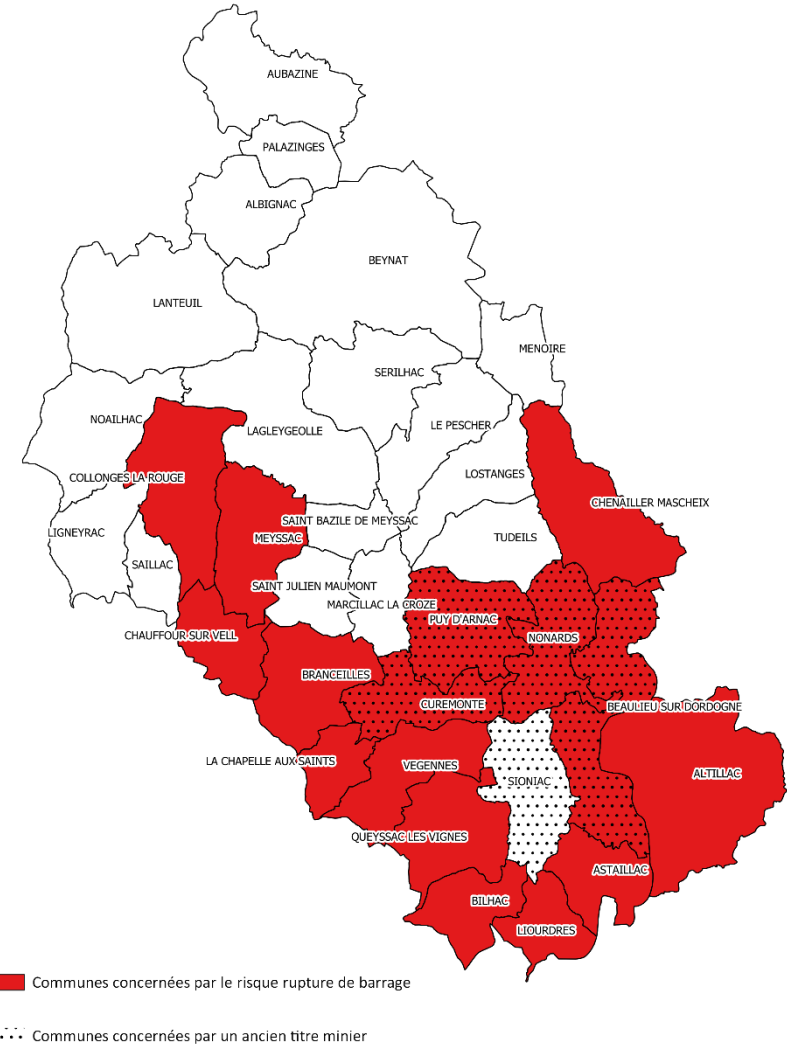 AUBAZINE
PALAZINGES
ALBIGNAC
BEYNAT
LANTEUIL
MENOIRE
SERILHAC
NOAILHAC
LE PESCHER
LAGLEYGEOLLE
LOSTANGES
COLLONGES LA ROUGE
CHENAILLER MASCHEIX
SAINT BAZILE DE MEYSSAC
LIGNEYRAC
MEYSSAC
TUDEILS
SAILLAC
SAINT JULIEN MAUMONT
MARCILLAC LA CROZE
PUY D'ARNAC
CHAUFFOUR SUR VELL
NONARDS
BRANCEILLES
CUREMONTE
BEAULIEU SUR DORDOGNE
LA CHAPELLE AUX SAINTS
VEGENNES
ALTILLAC
SIONIAC
QUEYSSAC LES VIGNES
ASTAILLAC
BILHAC
LIOURDRES
Communes concernées par le risque rupture de barrage
Communes concernées par un ancien titre minier